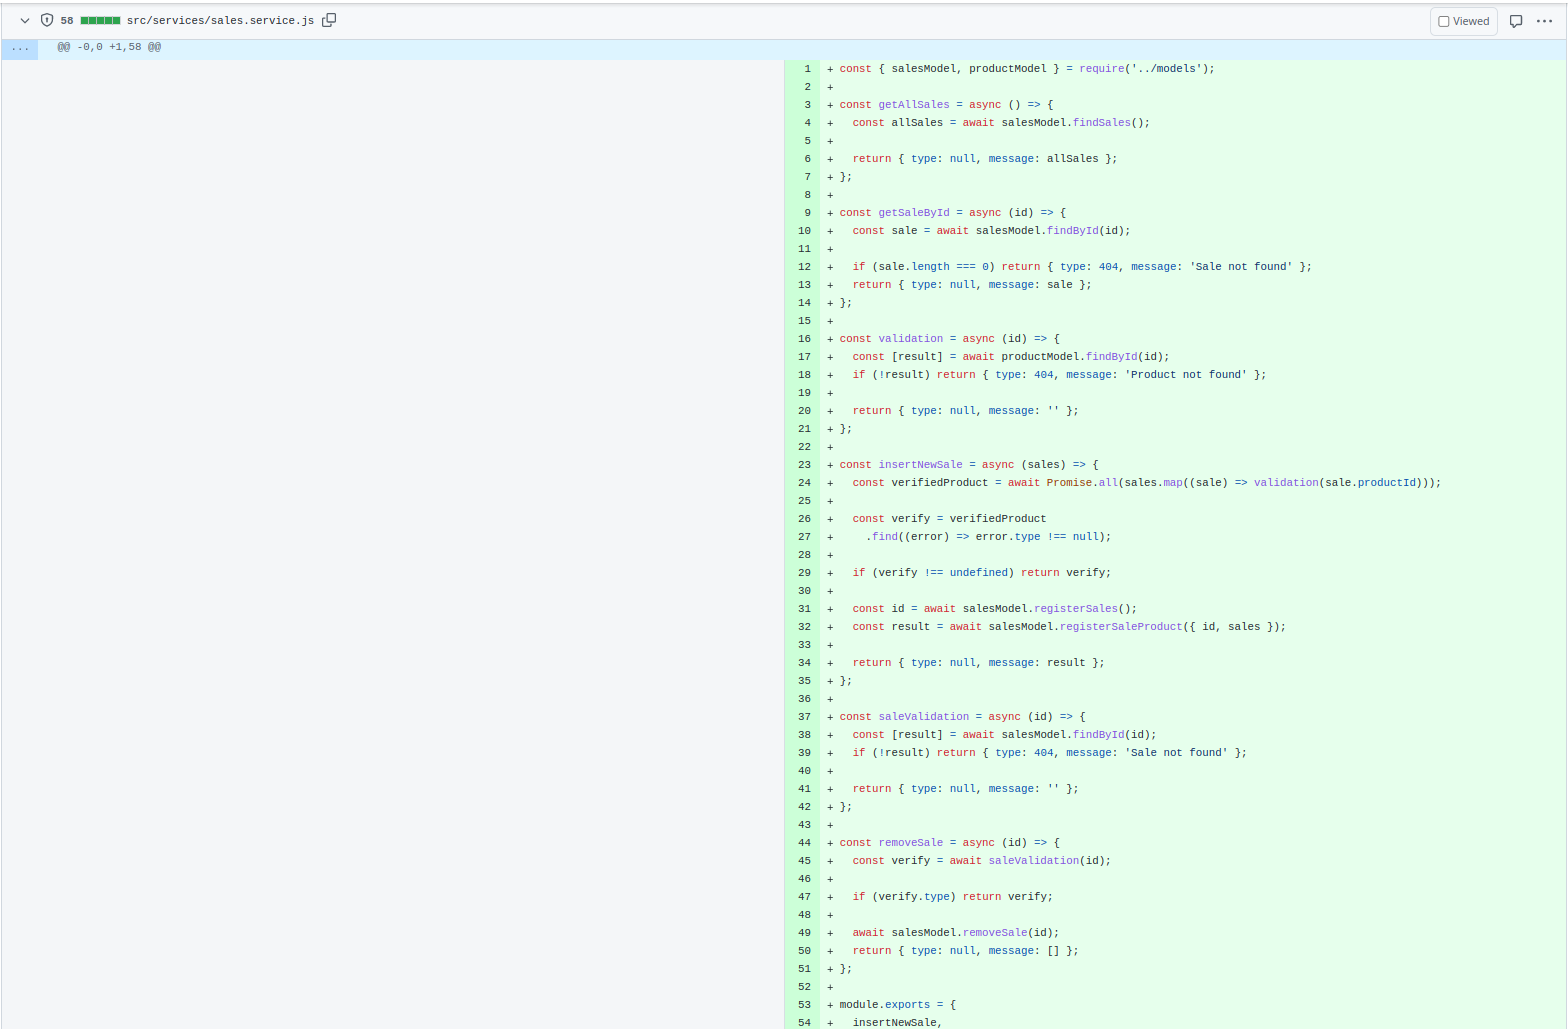 58 src/services/sales.service.js Viewed ...
... @@ -0,0 +1,58 @@
1 + const { salesModel, productModel } = require('../models');
2 +
3 + const getAllSales = async () => {
4 +   const allSales = await salesModel.findSales();
5 +
6 +   return { type: null, message: allSales };
7 + };
8 +
9 + const getSaleById = async (id) => {
10 +   const sale = await salesModel.findById(id);
11 +
12 +   if (sale.length === 0) return { type: 404, message: 'Sale not found' };
13 +   return { type: null, message: sale };
14 + };
15 +
16 + const validation = async (id) => {
17 +   const [result] = await productModel.findById(id);
18 +   if (!result) return { type: 404, message: 'Product not found' };
19 +
20 +   return { type: null, message: '' };
21 + };
22 +
23 + const insertNewSale = async (sales) => {
24 +   const verifiedProduct = await Promise.all(sales.map((sale) => validation(sale.productId)));
25 +
26 +   const verify = verifiedProduct
27 +     .find((error) => error.type !== null);
28 +
29 +   if (verify !== undefined) return verify;
30 +
31 +   const id = await salesModel.registerSales();
32 +   const result = await salesModel.registerSaleProduct({ id, sales });
33 +
34 +   return { type: null, message: result };
35 + };
36 +
37 + const saleValidation = async (id) => {
38 +   const [result] = await salesModel.findById(id);
39 +   if (!result) return { type: 404, message: 'Sale not found' };
40 +
41 +   return { type: null, message: '' };
42 + };
43 +
44 + const removeSale = async (id) => {
45 +   const verify = await saleValidation(id);
46 +
47 +   if (verify.type) return verify;
48 +
49 +   await salesModel.removeSale(id);
50 +   return { type: null, message: [] };
51 + };
52 +
53 + module.exports = {
54 +   insertNewSale,